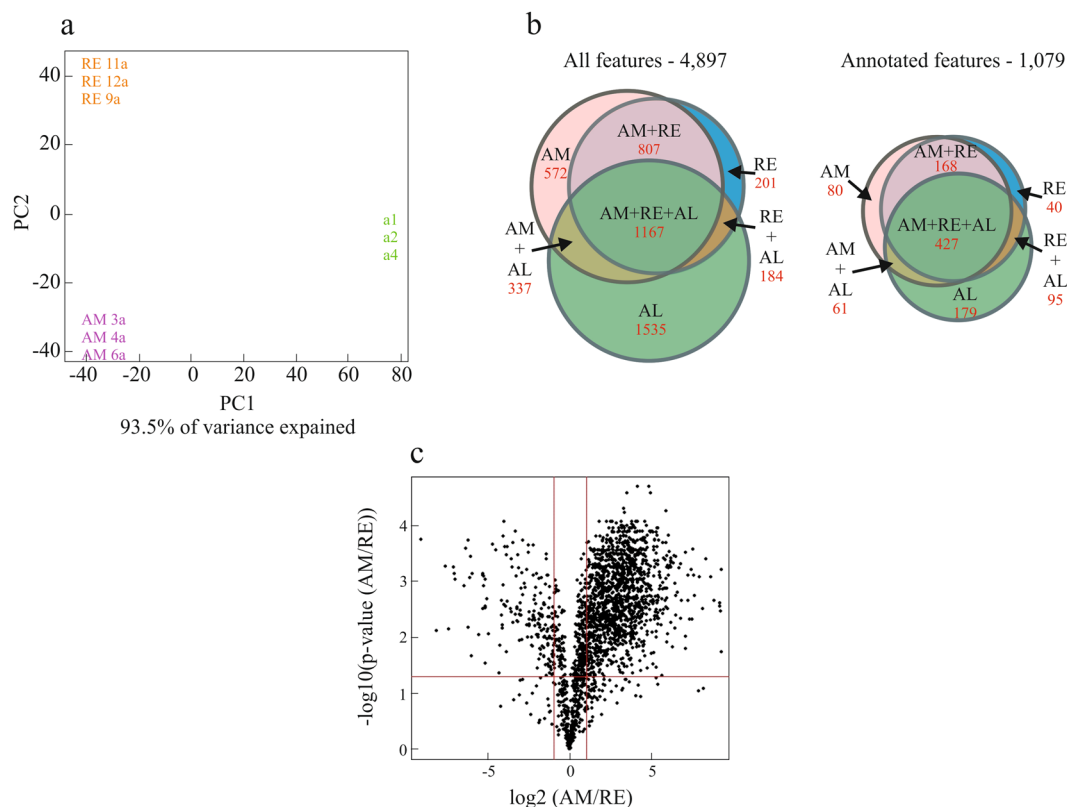 a
RE 11a
RE 12a
RE 9a
a1
a2
a4
AM 3a
AM 4a
AM 6a
40
20
0
-20
-40
PC2
-40
-20
0
20
40
60
80
PC1
93.5% of variance expained
b
All features - 4,897
AM+RE
807
AM
572
RE
201
AM+RE+AL
1167
AM
+
AL
337
RE
+
AL
184
AL
1535
Annotated features - 1,079
AM+RE
168
AM
80
RE
40
AM+RE+AL
427
AM
+
AL
61
RE
+
AL
95
AL
179
c
4
3
2
1
0
-log10(p-value (AM/RE))
-5
0
5
log2 (AM/RE)